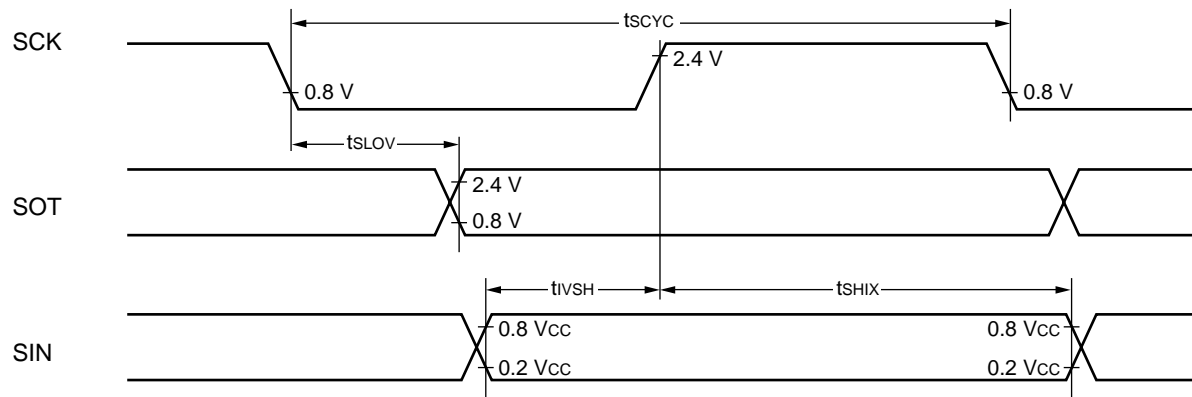 tSCYC
SCK
2.4 V
0.8 V
0.8 V
tSLOV
2.4 V
SOT
0.8 V
tIVSH
tSHIX
0.8 VCC
0.8 VCC
SIN
0.2 VCC
0.2 VCC